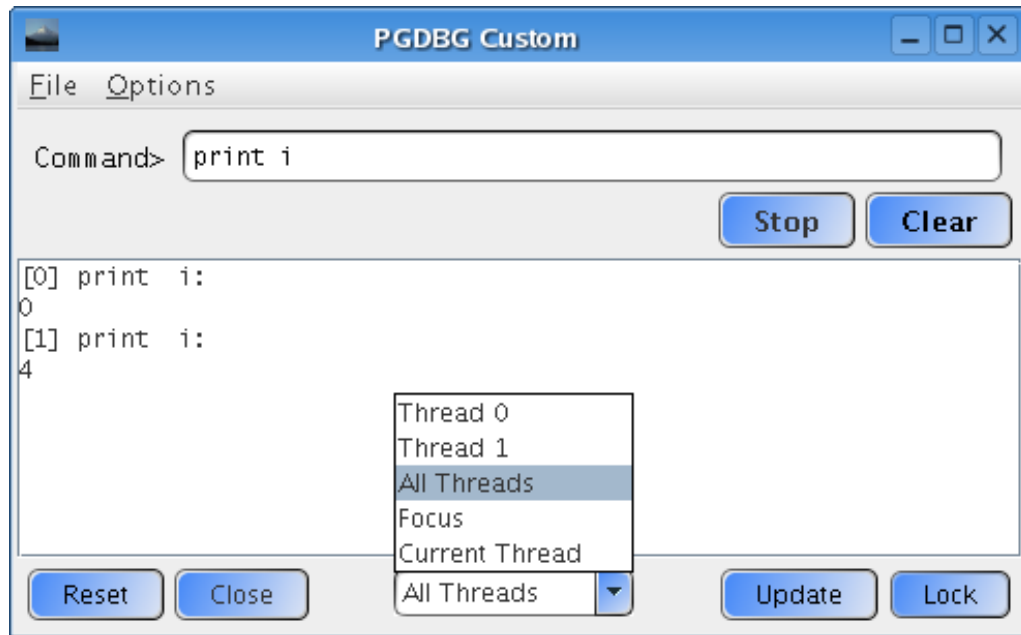 PGDBG Custom
File Options
Command> print i
Stop Clear
[0] print i:
0
[1] print i:
4
Thread 0
Thread 1
All Threads
Focus
Current Thread
Reset Close All Threads Update Lock